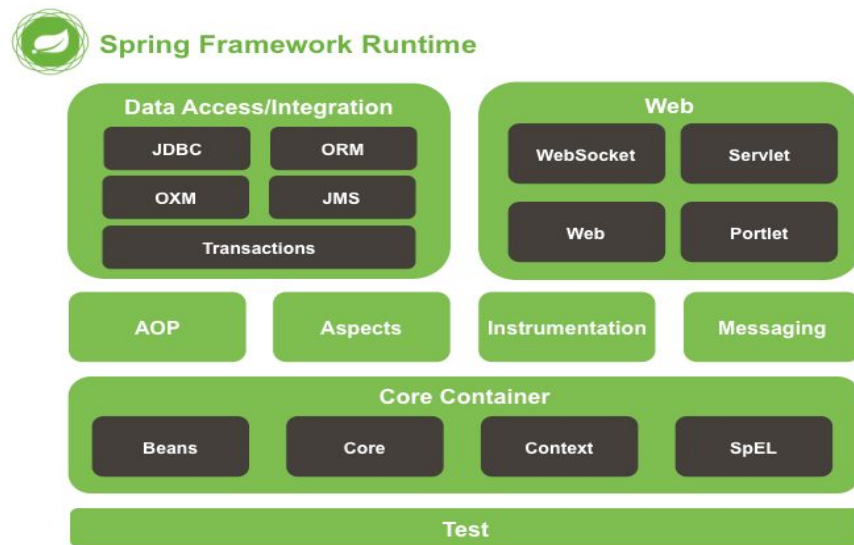 Spring Framework Runtime
Data Access/Integration
Web
JDBC ORM
WebSocket Servlet
OXM JMS
Web Portlet
Transactions
AOP Aspects Instrumentation Messaging
Core Container
Beans Core Context SpEL
Test